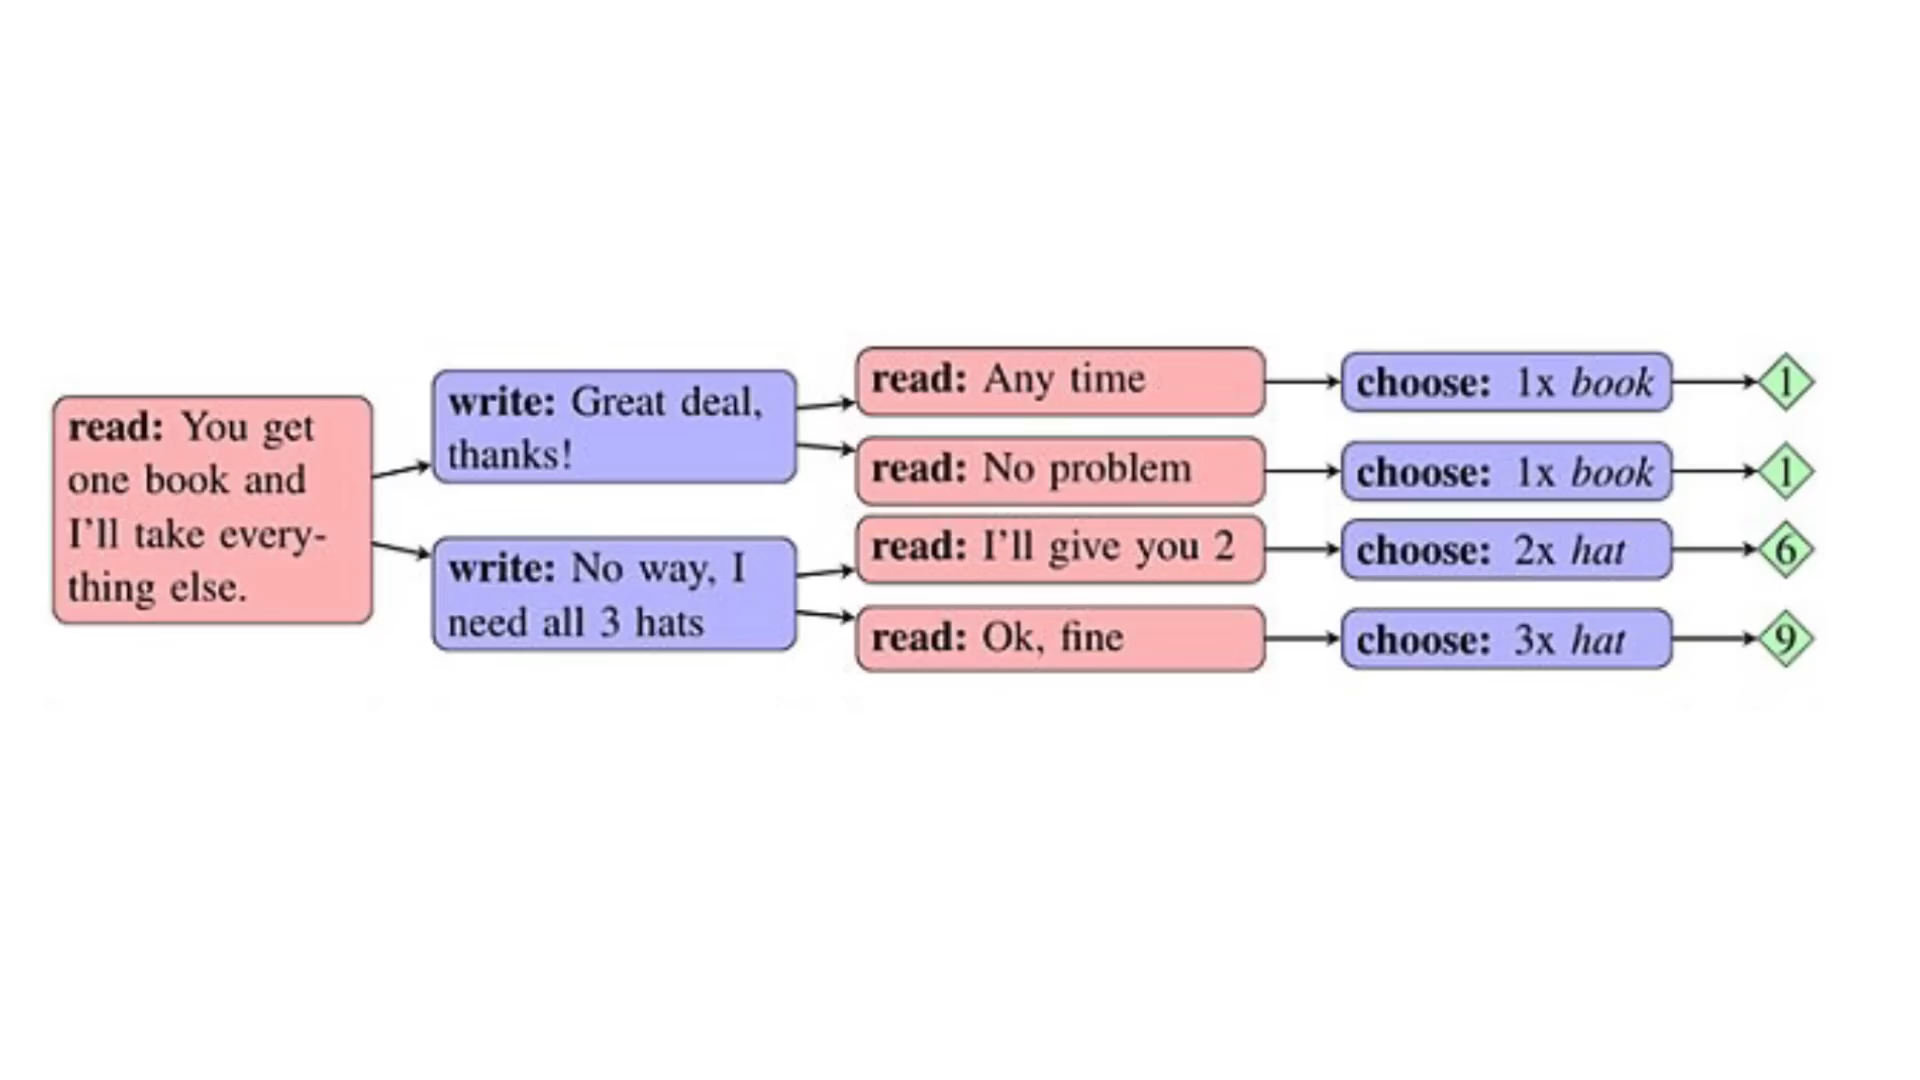 read: You get
one book and
I'll take every-
thing else.
write: Great deal,
thanks!
write: No way, I
need all 3 hats
read: Any time
read: No problem
read: I'll give you 2
read: Ok, fine
choose: 1x book
choose: 1x book
choose: 2x hat
choose: 3x hat
1
1
6
9